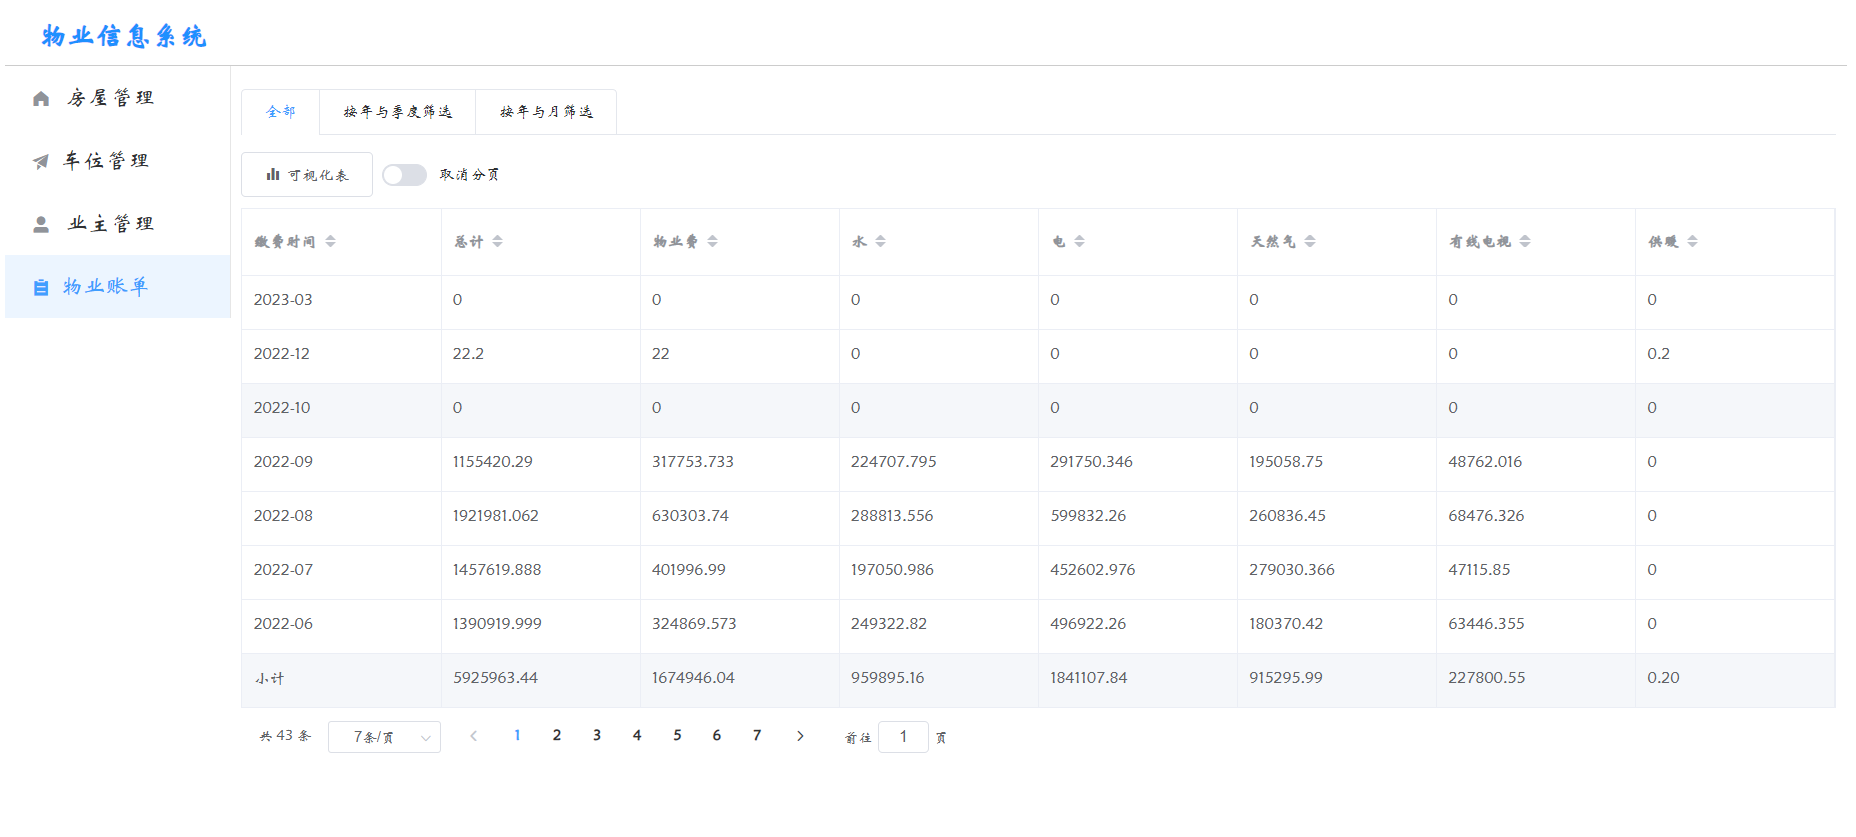 物业信息系统
房屋管理
车位管理
业主管理
物业账单
全部 按年与季度筛选 按年与月筛选
可视化表 取消分页
缴费时间 总计 物业费 水 电 天然气 有线电视 供暖
2023-03 0 0 0 0 0 0 0
2022-12 22.2 22 0 0 0 0 0.2
2022-10 0 0 0 0 0 0 0
2022-09 1155420.29 317753.733 224707.795 291750.346 195058.75 48762.016 0
2022-08 1921981.062 630303.74 288813.556 599832.26 260836.45 68476.326 0
2022-07 1457619.888 401996.99 197050.986 452602.976 279030.366 47115.85 0
2022-06 1390919.999 324869.573 249322.82 496922.26 180370.42 63446.355 0
小计 5925963.44 1674946.04 959895.16 1841107.84 915295.99 227800.55 0.20
共 43 条 7条/页 1 2 3 4 5 6 7 前往 1 页